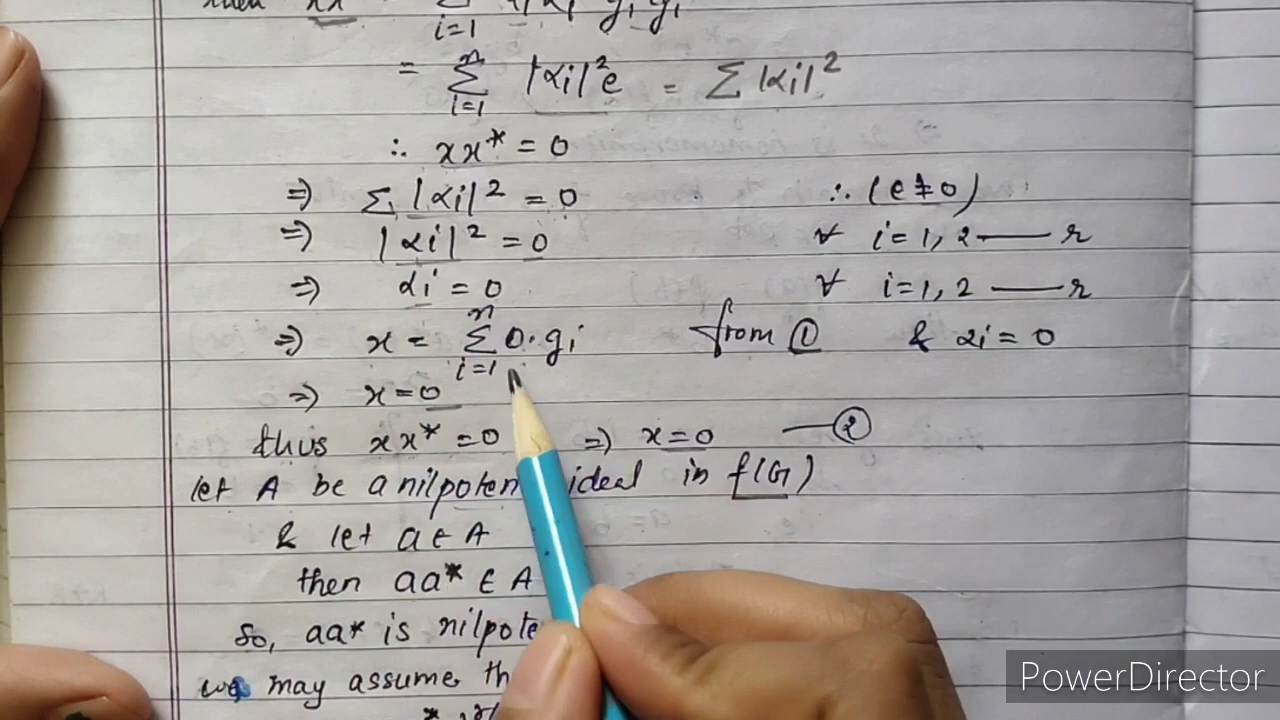 xx* = Σ i=1
= Σ_{i=1}^{n} |αi|² e = Σ |αi|²
∴ xx* = 0
⇒ Σ |αi|² = 0 ∴ (e ≠ 0)
⇒ |αi|² = 0 ∀ i = 1, 2 — r
⇒ αi = 0 ∀ i = 1, 2 — r
⇒ x = Σ_{i=1}^{n} 0. gi from ① & αi = 0
⇒ x = 0
thus xx* = 0 ⇒ x = 0 — ②
let A be a nilpoten ideal in f(G)
& let a ∈ A
then aa* ∈ A
So, aa* is nilpote
we may assume th
PowerDirector